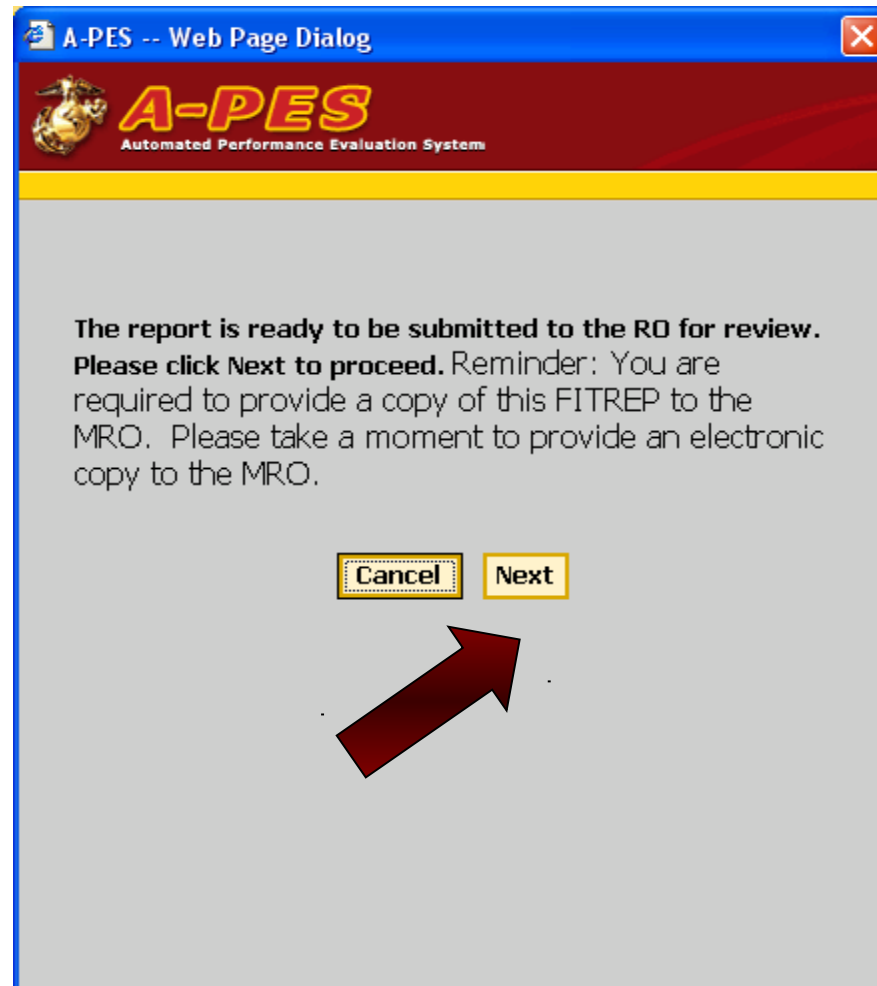 A-PES -- Web Page Dialog
A-PES
Automated Performance Evaluation System
The report is ready to be submitted to the RO for review.
Please click Next to proceed. Reminder: You are
required to provide a copy of this FITREP to the
MRO. Please take a moment to provide an electronic
copy to the MRO.
Cancel Next